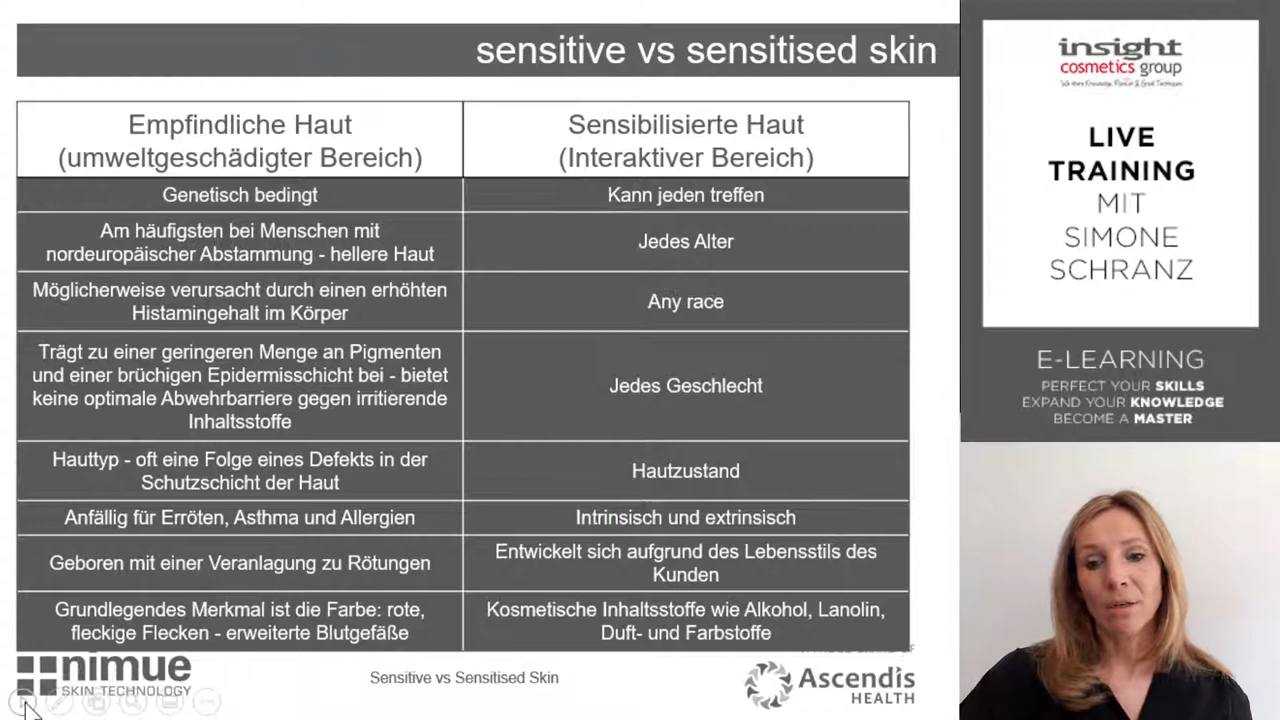 sensitive vs sensitised skin
Empfindliche Haut
(umweltgeschädigter Bereich)
Sensibilisierte Haut
(Interaktiver Bereich)
Genetisch bedingt
Kann jeden treffen
Am häufigsten bei Menschen mit
nordeuropäischer Abstammung - hellere Haut
Jedes Alter
Möglicherweise verursacht durch einen erhöhten
Histamingehalt im Körper
Any race
Trägt zu einer geringeren Menge an Pigmenten
und einer brüchigen Epidermisschicht bei - bietet
keine optimale Abwehrbarriere gegen irritierende
Inhaltsstoffe
Jedes Geschlecht
Hauttyp - oft eine Folge eines Defekts in der
Schutzschicht der Haut
Hautzustand
Anfällig für Erröten, Asthma und Allergien
Intrinsisch und extrinsisch
Geboren mit einer Veranlagung zu Rötungen
Entwickelt sich aufgrund des Lebensstils des
Kunden
Grundlegendes Merkmal ist die Farbe: rote,
fleckige Flecken - erweiterte Blutgefäße
Kosmetische Inhaltsstoffe wie Alkohol, Lanolin,
Duft- und Farbstoffe
nimue
SKIN TECHNOLOGY
Sensitive vs Sensitised Skin
Ascendis
HEALTH
insight
cosmetics group
LIVE
TRAINING
MIT
SIMONE
SCHRANZ
E-LEARNING
PERFECT YOUR SKILLS
EXPAND YOUR KNOWLEDGE
BECOME A MASTER